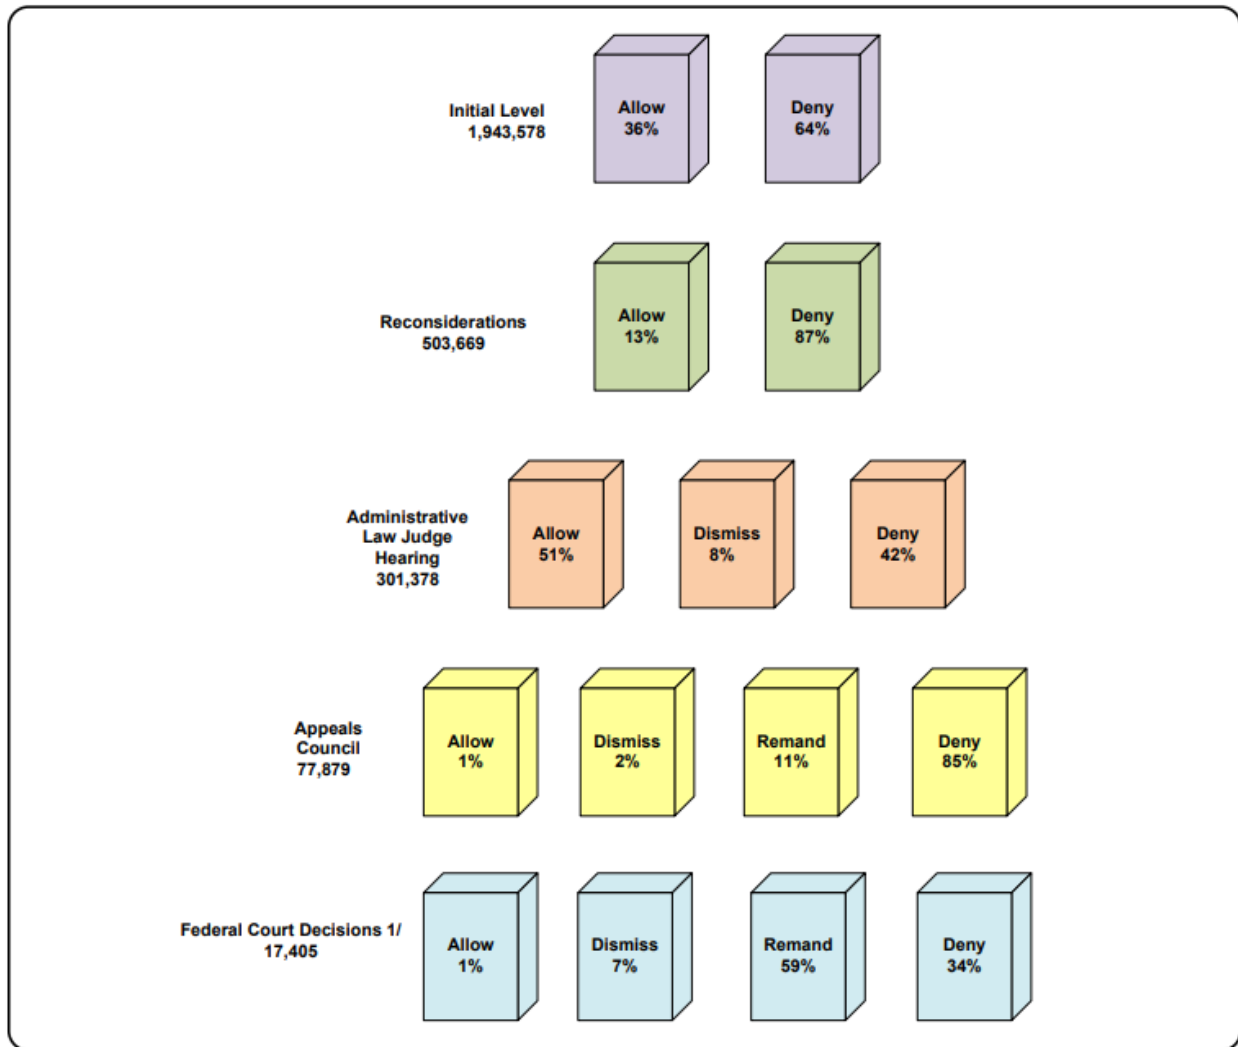 Initial Level
1,943,578
Allow
36%
Deny
64%
Reconsiderations
503,669
Allow
13%
Deny
87%
Administrative
Law Judge
Hearing
301,378
Allow
51%
Dismiss
8%
Deny
42%
Appeals
Council
77,879
Allow
1%
Dismiss
2%
Remand
11%
Deny
85%
Federal Court Decisions 1/
17,405
Allow
1%
Dismiss
7%
Remand
59%
Deny
34%